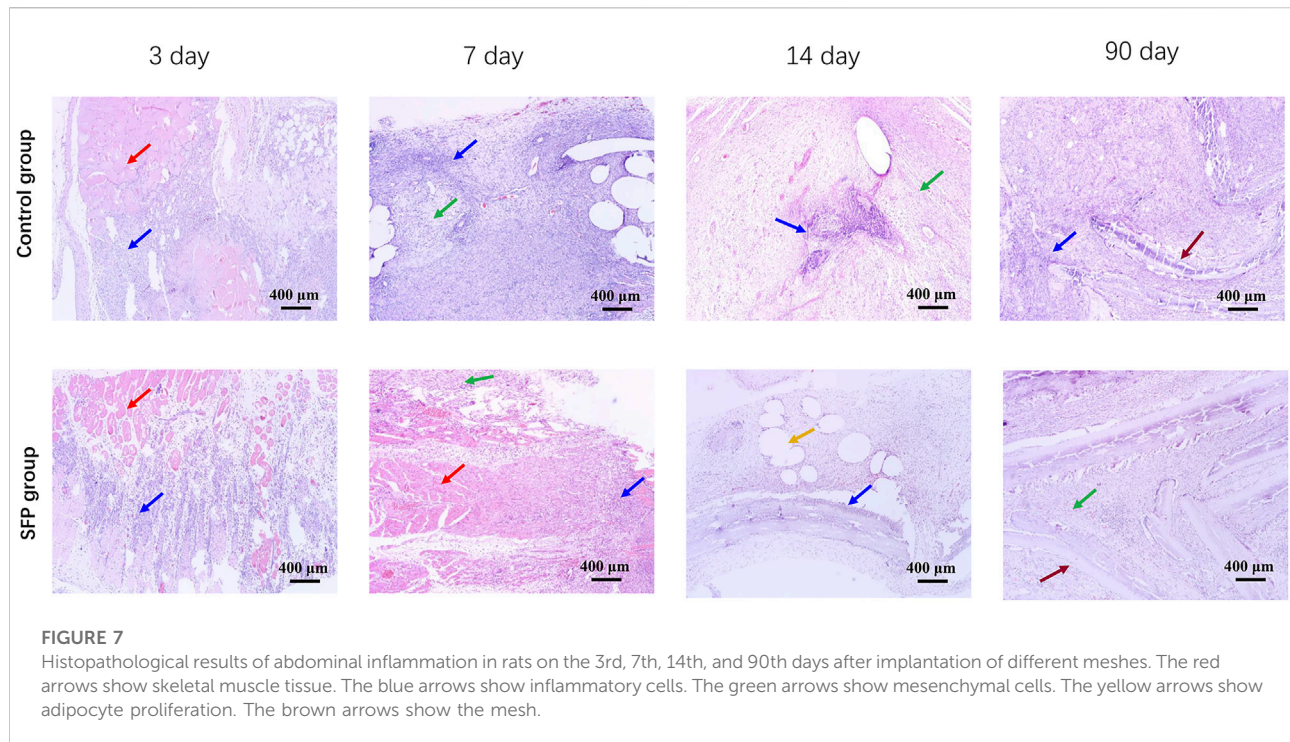 3 day
7 day
14 day
90 day
Control group
400 µm
400 µm
400 µm
400 µm
SFP group
400 µm
400 µm
400 µm
400 µm
FIGURE 7
Histopathological results of abdominal inflammation in rats on the 3rd, 7th, 14th, and 90th days after implantation of different meshes. The red
arrows show skeletal muscle tissue. The blue arrows show inflammatory cells. The green arrows show mesenchymal cells. The yellow arrows show
adipocyte proliferation. The brown arrows show the mesh.